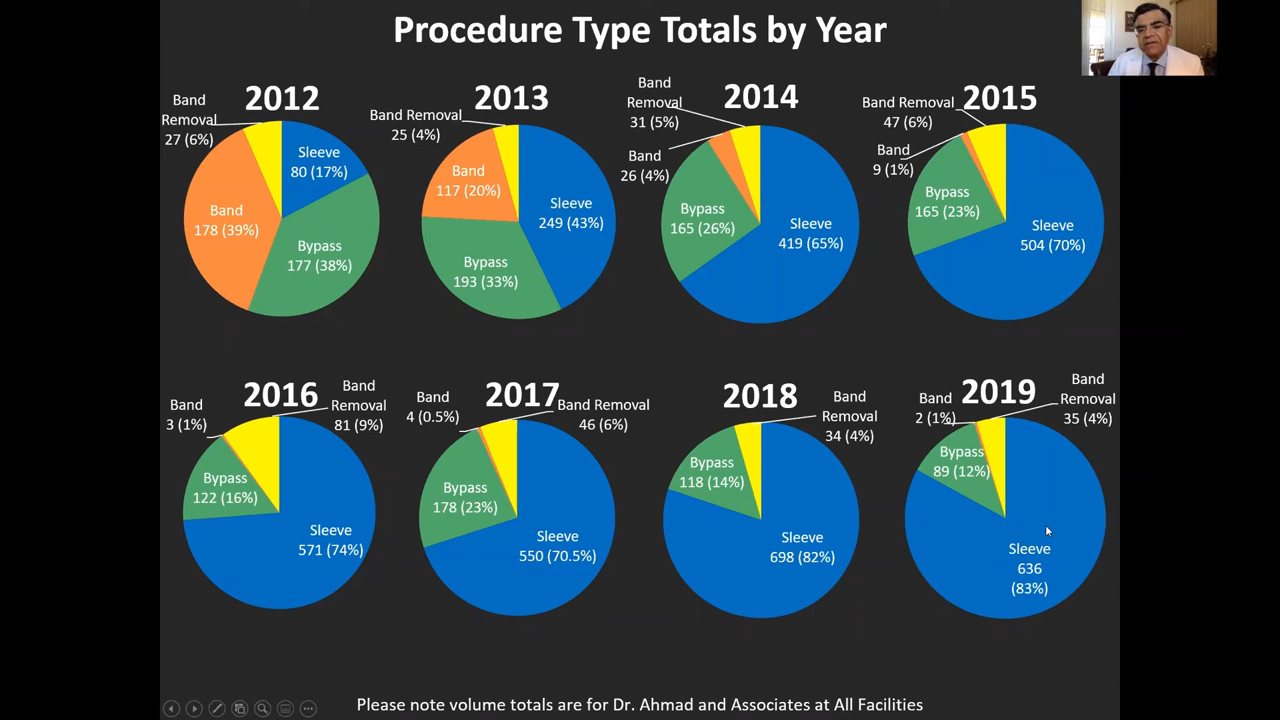 Procedure Type Totals by Year
2012
Band
Removal
27 (6%)
Sleeve
80 (17%)
Band
178 (39%)
Bypass
177 (38%)
2013
Band Removal
25 (4%)
Band
117 (20%)
Sleeve
249 (43%)
Bypass
193 (33%)
2014
Band
Removal
31 (5%)
Band
26 (4%)
Bypass
165 (26%)
Sleeve
419 (65%)
2015
Band Removal
47 (6%)
Band
9 (1%)
Bypass
165 (23%)
Sleeve
504 (70%)
2016
Band
Removal
81 (9%)
Band
3 (1%)
Bypass
122 (16%)
Sleeve
571 (74%)
2017
Band
4 (0.5%)
Band Removal
46 (6%)
Bypass
178 (23%)
Sleeve
550 (70.5%)
2018
Band
Removal
34 (4%)
Bypass
118 (14%)
Sleeve
698 (82%)
2019
Band
Removal
35 (4%)
Band
2 (1%)
Bypass
89 (12%)
Sleeve
636
(83%)
Please note volume totals are for Dr. Ahmad and Associates at All Facilities